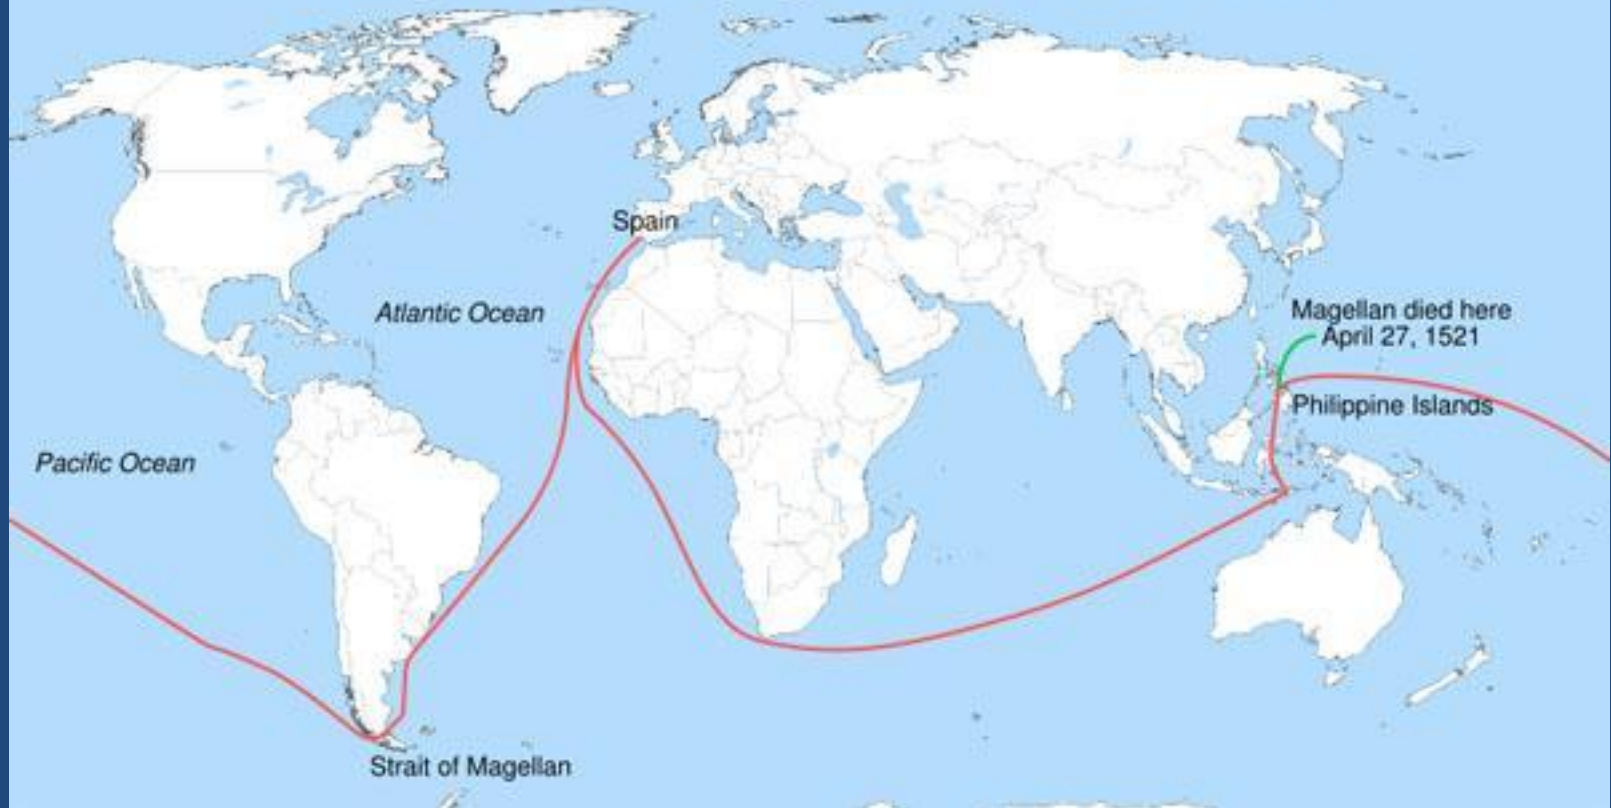 Spain
Atlantic Ocean
Magellan died here
April 27, 1521
Philippine Islands
Pacific Ocean
Strait of Magellan